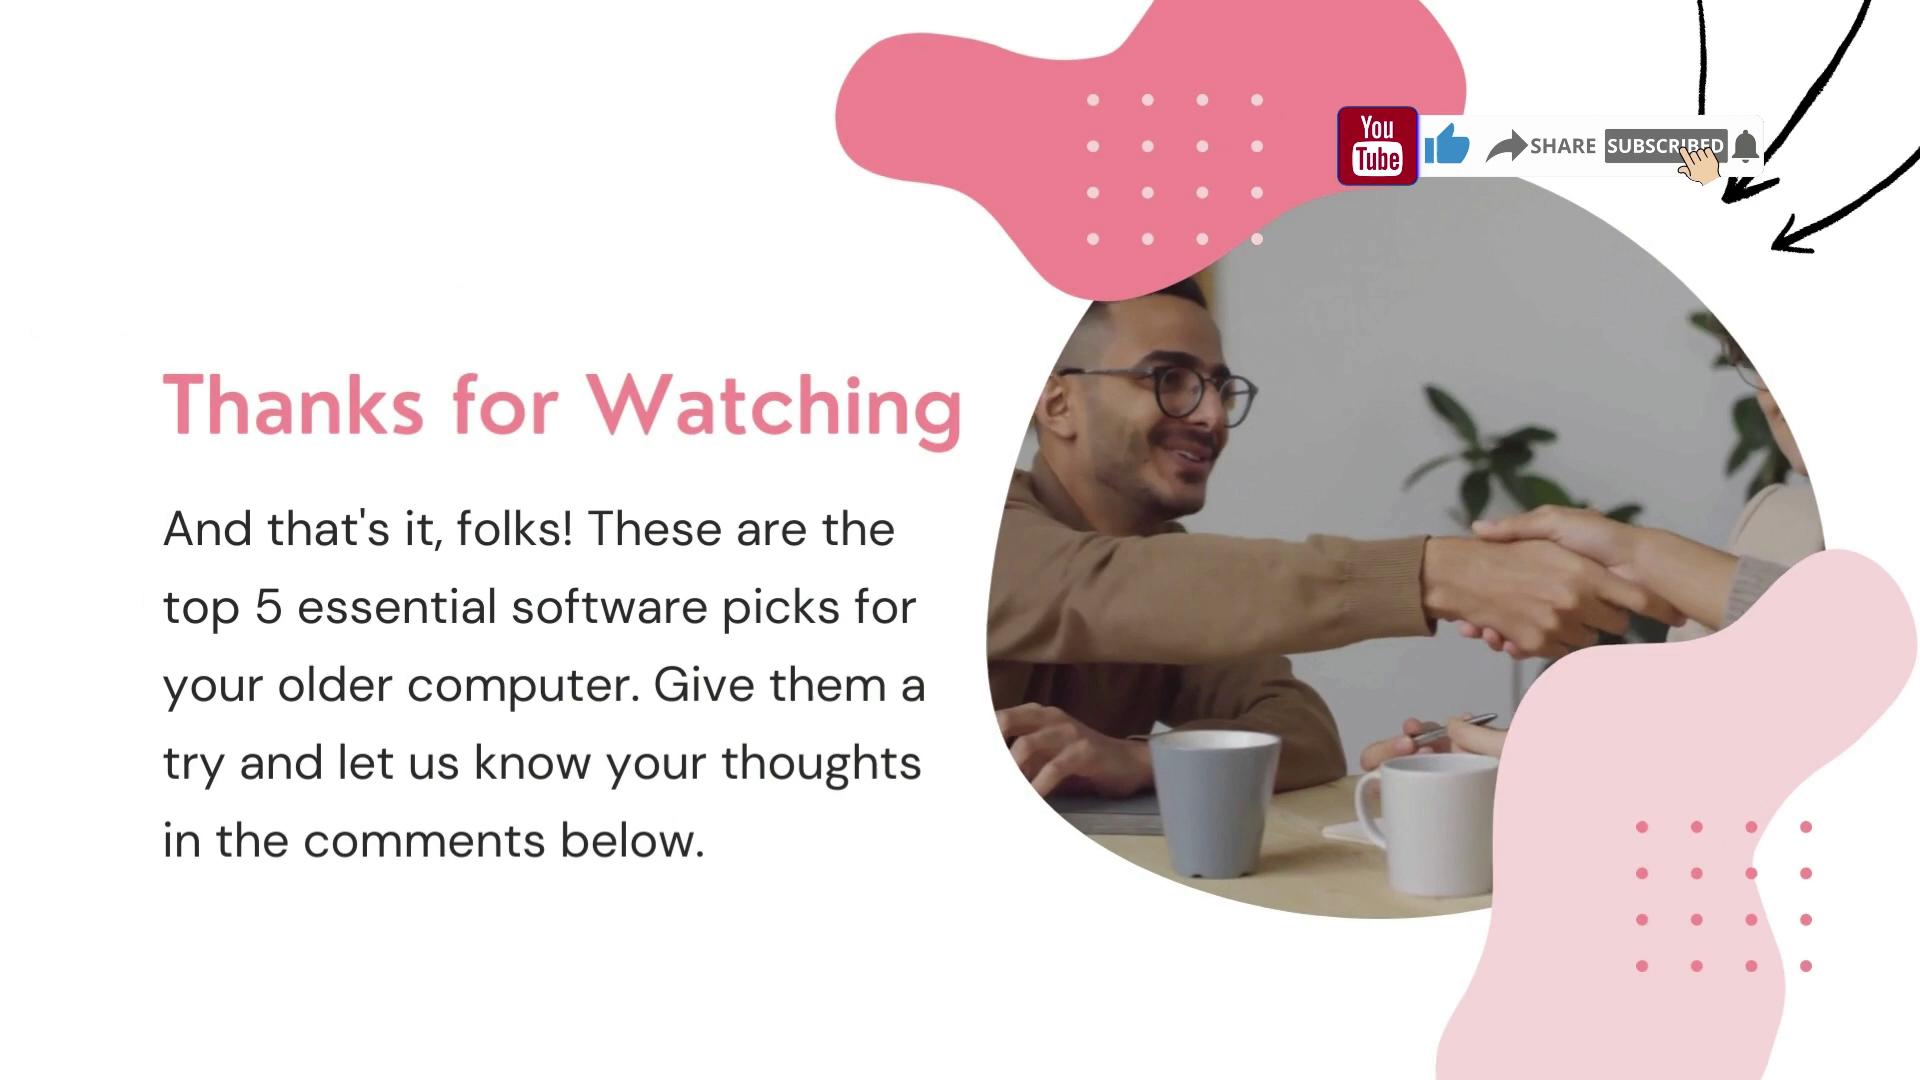 You
Tube
SHARE
SUBSCRIBED
Thanks for Watching
And that's it, folks! These are the
top 5 essential software picks for
your older computer. Give them a
try and let us know your thoughts
in the comments below.